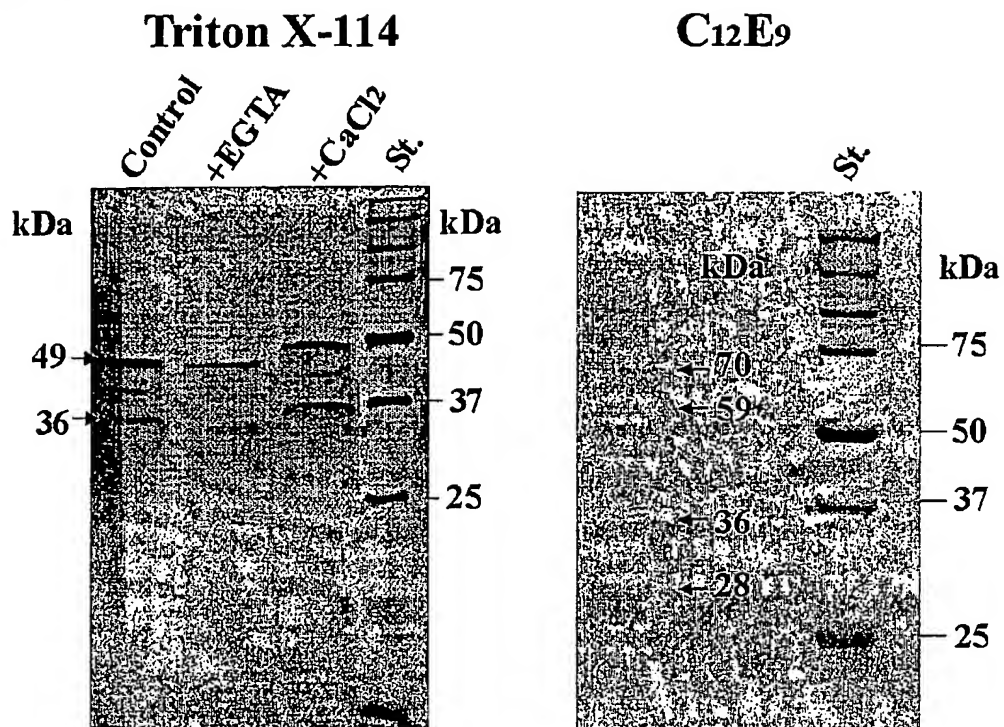 Triton X-114
C12E9
Control
+EGTA
+CaCl2
St.
St.
kDa
kDa
75
50
49
37
36
25
kDa
kDa
75
70
59
50
37
36
28
25